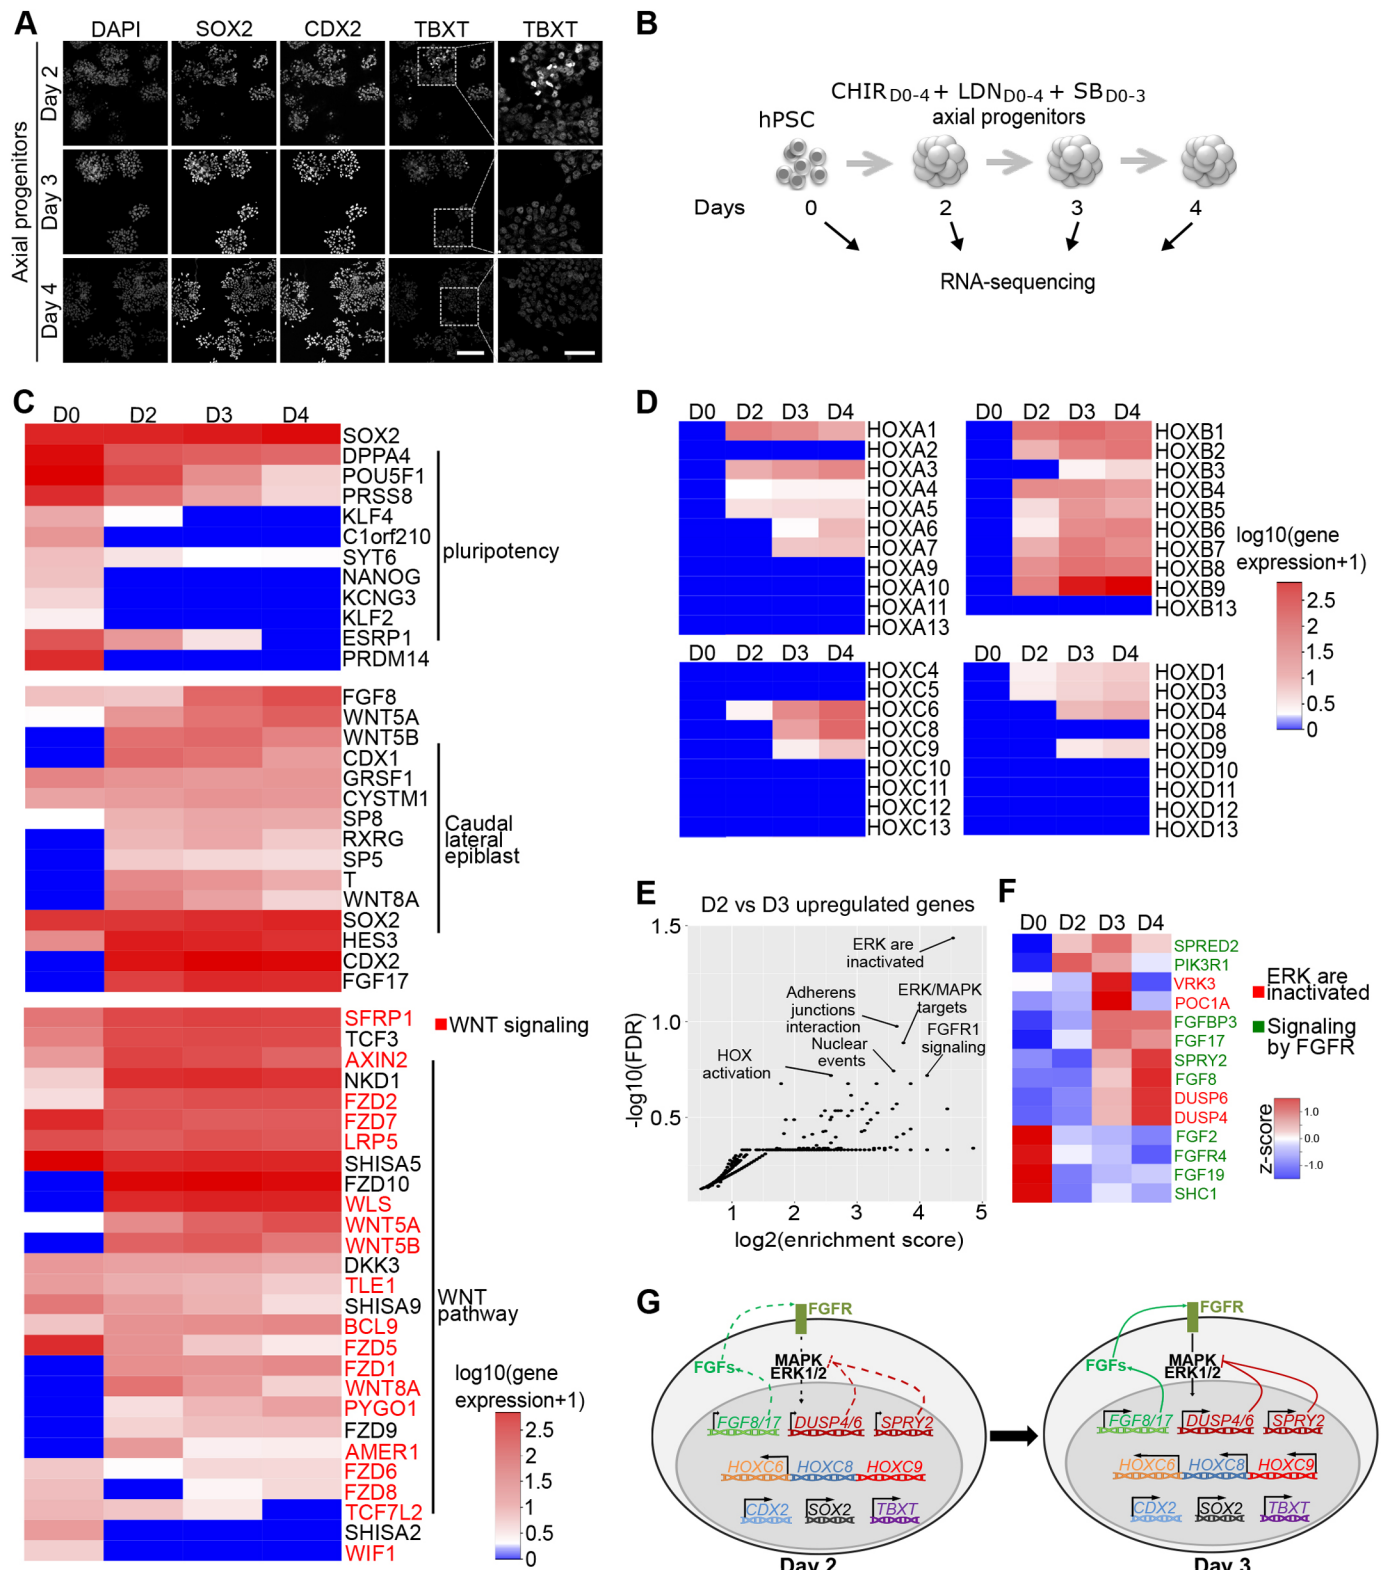 A
DAPI
SOX2
CDX2
TBXT
TBXT
Axial progenitors
Day 2
Day 3
Day 4
B
CHIR D0-4 + LDN D0-4 + SB D0-3
axial progenitors
hPSC
Days
0
2
3
4
RNA-sequencing
C
D0
D2
D3
D4
SOX2
DPPA4
POU5F1
PRSS8
KLF4
C1orf210
SYT6
NANOG
KCNG3
KLF2
ESRP1
PRDM14
pluripotency
FGF8
WNT5A
WNT5B
CDX1
GRSF1
CYSTM1
SP8
RXRG
SP5
T
WNT8A
SOX2
HES3
CDX2
FGF17
Caudal
lateral
epiblast
SFRP1
TCF3
AXIN2
NKD1
FZD2
FZD7
LRP5
SHISA5
FZD10
WLS
WNT5A
WNT5B
DKK3
TLE1
SHISA9
BCL9
FZD5
FZD1
WNT8A
PYGO1
FZD9
AMER1
FZD6
FZD8
TCF7L2
SHISA2
WIF1
WNT signaling
WNT
pathway
log10(gene
expression+1)
2.5
2
1.5
1
0.5
0
D
D0
D2
D3
D4
HOXA1
HOXA2
HOXA3
HOXA4
HOXA5
HOXA6
HOXA7
HOXA9
HOXA10
HOXA11
HOXA13
D0
D2
D3
D4
HOXB1
HOXB2
HOXB3
HOXB4
HOXB5
HOXB6
HOXB7
HOXB8
HOXB9
HOXB13
D0
D2
D3
D4
HOXC4
HOXC5
HOXC6
HOXC8
HOXC9
HOXC10
HOXC11
HOXC12
HOXC13
D0
D2
D3
D4
HOXD1
HOXD3
HOXD4
HOXD8
HOXD9
HOXD10
HOXD11
HOXD12
HOXD13
log10(gene
expression+1)
2.5
2
1.5
1
0.5
0
E
D2 vs D3 upregulated genes
1.5
1.0
0.5
-log10(FDR)
ERK are
inactivated
Adherens
junctions
interaction
ERK/MAPK
targets
Nuclear
events
FGFR1
signaling
HOX
activation
1
2
3
4
5
log2(enrichment score)
F
D0
D2
D3
D4
SPRED2
PIK3R1
VRK3
POC1A
FGFBP3
FGF17
SPRY2
FGF8
DUSP6
DUSP4
FGF2
FGFR4
FGF19
SHC1
ERK are
inactivated
Signaling
by FGFR
z-score
1.0
0.0
-1.0
G
FGFR
FGFs
MAPK
ERK1/2
FGF8/17
DUSP4/6
SPRY2
HOXC6
HOXC8
HOXC9
CDX2
SOX2
TBXT
Day 2
FGFR
FGFs
MAPK
ERK1/2
FGF8/17
DUSP4/6
SPRY2
HOXC6
HOXC8
HOXC9
CDX2
SOX2
TBXT
Day 3